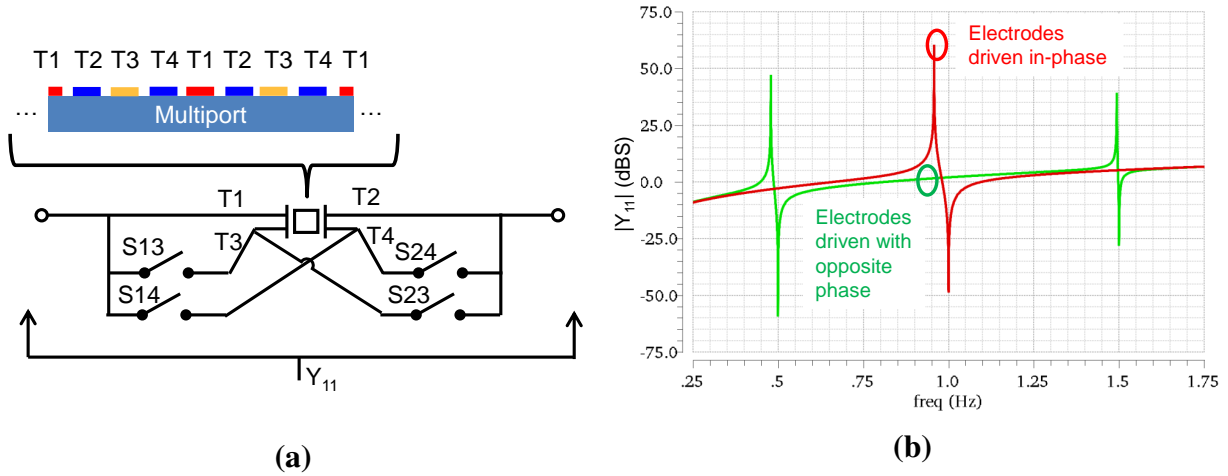 T1 T2 T3 T4 T1 T2 T3 T4 T1
Multiport
... ...
T1 T2
T3 T4
S13 S24
S14 S23
Y11
(a)
75.0
50.0
25.0
0.0
-25.0
-50.0
-75.0
|Y11| (dBS)
Electrodes
driven in-phase
Electrodes
driven with
opposite
phase
.25 .5 .75 1.0 1.25 1.5 1.75
freq (Hz)
(b)